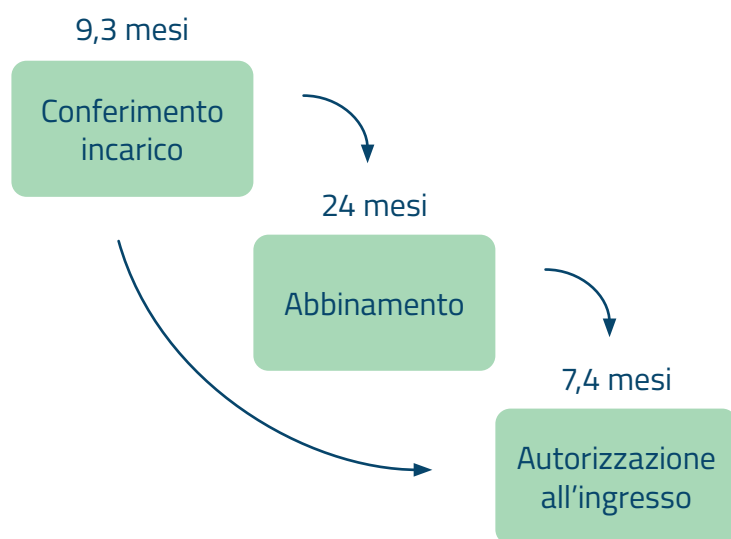 9,3 mesi
Conferimento
incarico
24 mesi
Abbinamento
7,4 mesi
Autorizzazione
all’ingresso